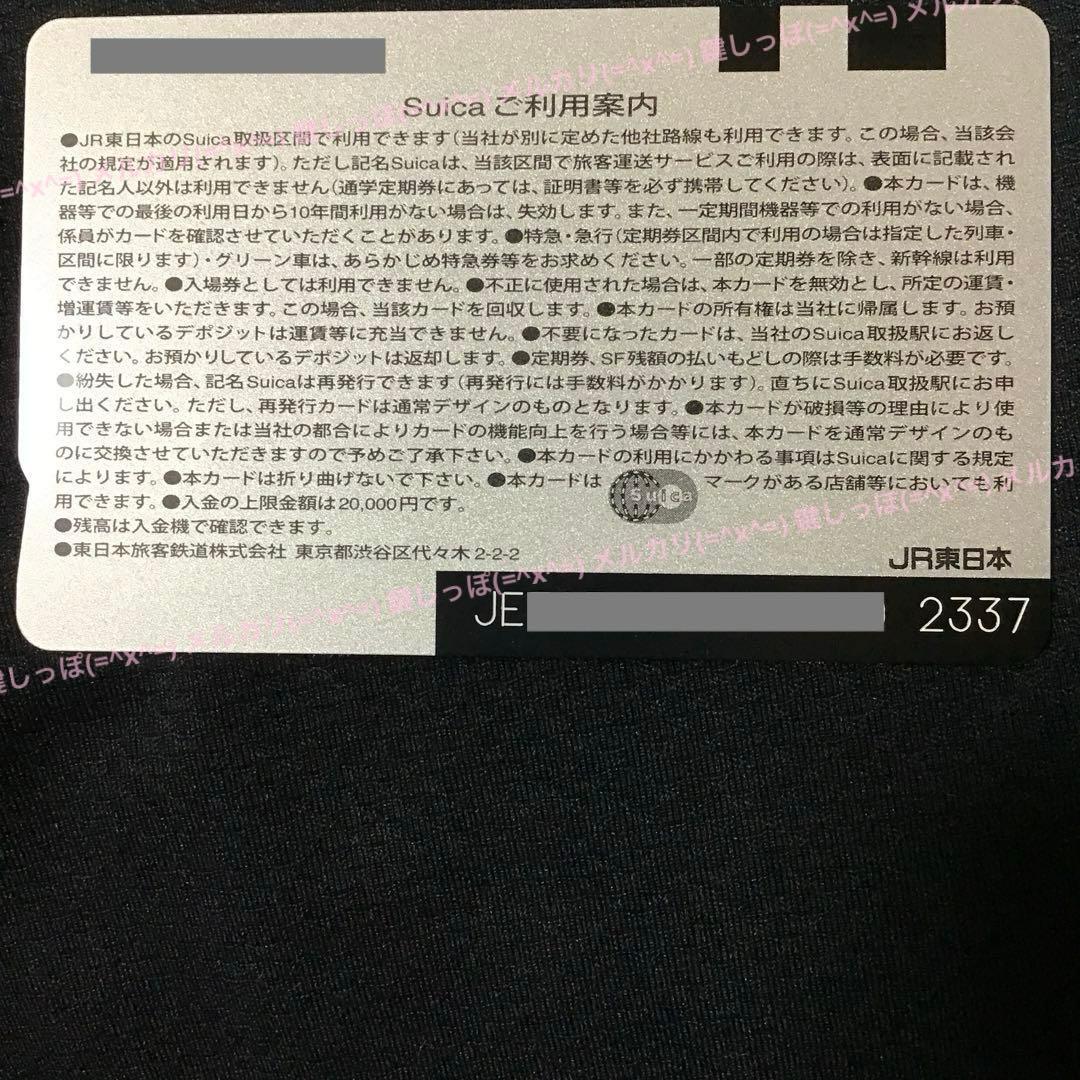 Suicaご利用案内
●JR東日本のSuica取扱区間で利用できます(当社が別に定めた他社路線も利用できます。この場合、当該会
社の規定が適用されます)。ただし記名Suicaは、当該区間で旅客運送サービスご利用の際は、表面に記載され
た記名人以外は利用できません(通学定期券にあっては、証明書等を必ず携帯してください)。●本カードは、機
器等での最後の利用日から10年間利用がない場合は、失効します。また、一定期間機器等での利用がない場合、
係員がカードを確認させていただくことがあります。●特急・急行(定期券区間内で利用の場合は指定した列車・
区間に限ります)・グリーン車は、あらかじめ特急券等をお求めください。一部の定期券を除き、新幹線は利用
できません。●入場券としては利用できません。●不正に使用された場合は、本カードを無効とし、所定の運賃・
増運賃等をいただきます。この場合、当該カードを回収します。●本カードの所有権は当社に帰属します。お預
かりしているデポジットは運賃等に充当できません。●不要になったカードは、当社のSuica取扱駅にお返し
ください。お預かりしているデポジットは返却します。●定期券、SF残額の払いもどしの際は手数料が必要です。
●紛失した場合、記名Suicaは再発行できます(再発行には手数料がかかります)。直ちにSuica取扱駅にお申
し出ください。ただし、再発行カードは通常デザインのものとなります。●本カードが破損等の理由により使
用できない場合または当社の都合によりカードの機能向上を行う場合等には、本カードを通常デザインのも
のに交換させていただきますので予めご了承下さい。●本カードの利用にかかわる事項はSuicaに関する規定
によります。●本カードは折り曲げないで下さい。●本カードは Suica マークがある店舗等においても利
用できます。●入金の上限金額は20,000円です。
●残高は入金機で確認できます。
●東日本旅客鉄道株式会社 東京都渋谷区代々木2-2-2
JR東日本
JE 2337
メルカリ(=^x^=) 鍵しっぽ(=^x^=) メルカリ
鍵しっぽ(=^x^=) メルカリ(=^x^=) 鍵しっぽ(=^x^=) メルカリ(=^x^=) 鍵しっぽ(=^x^=) メルカ